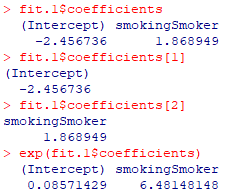 > fit.1$coefficients
(Intercept) smokingSmoker
-2.456736 1.868949
> fit.1$coefficients[1]
(Intercept)
-2.456736
> fit.1$coefficients[2]
smokingSmoker
1.868949
> exp(fit.1$coefficients)
(Intercept) smokingSmoker
0.08571429 6.48148148